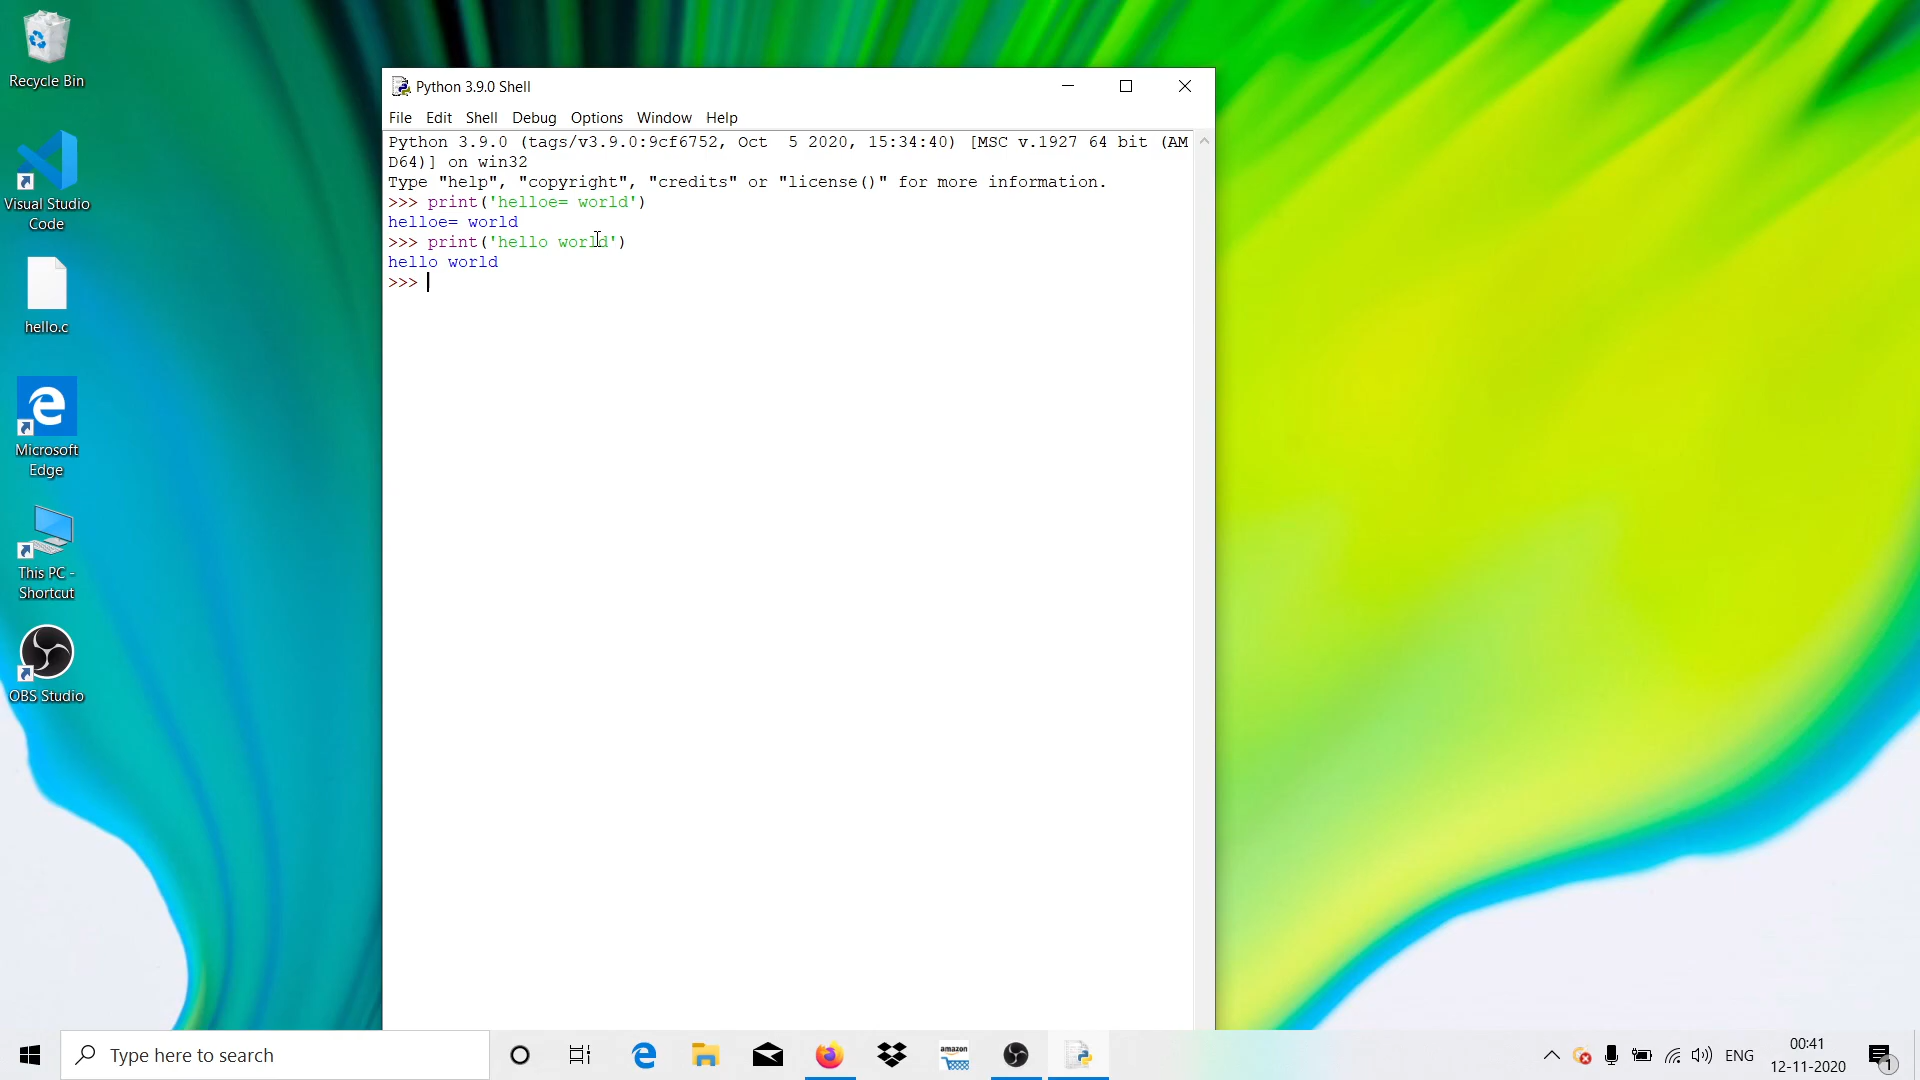 Recycle Bin
Visual Studio
Code
hello.c
Microsoft
Edge
This PC -
Shortcut
OBS Studio
Python 3.9.0 Shell
File Edit Shell Debug Options Window Help
Python 3.9.0 (tags/v3.9.0:9cf6752, Oct  5 2020, 15:34:40) [MSC v.1927 64 bit (AM
D64)] on win32
Type "help", "copyright", "credits" or "license()" for more information.
>>> print('helloe= world')
helloe= world
>>> print('hello world')
hello world
>>>
Type here to search
amazon
ENG
00:41
12-11-2020
1